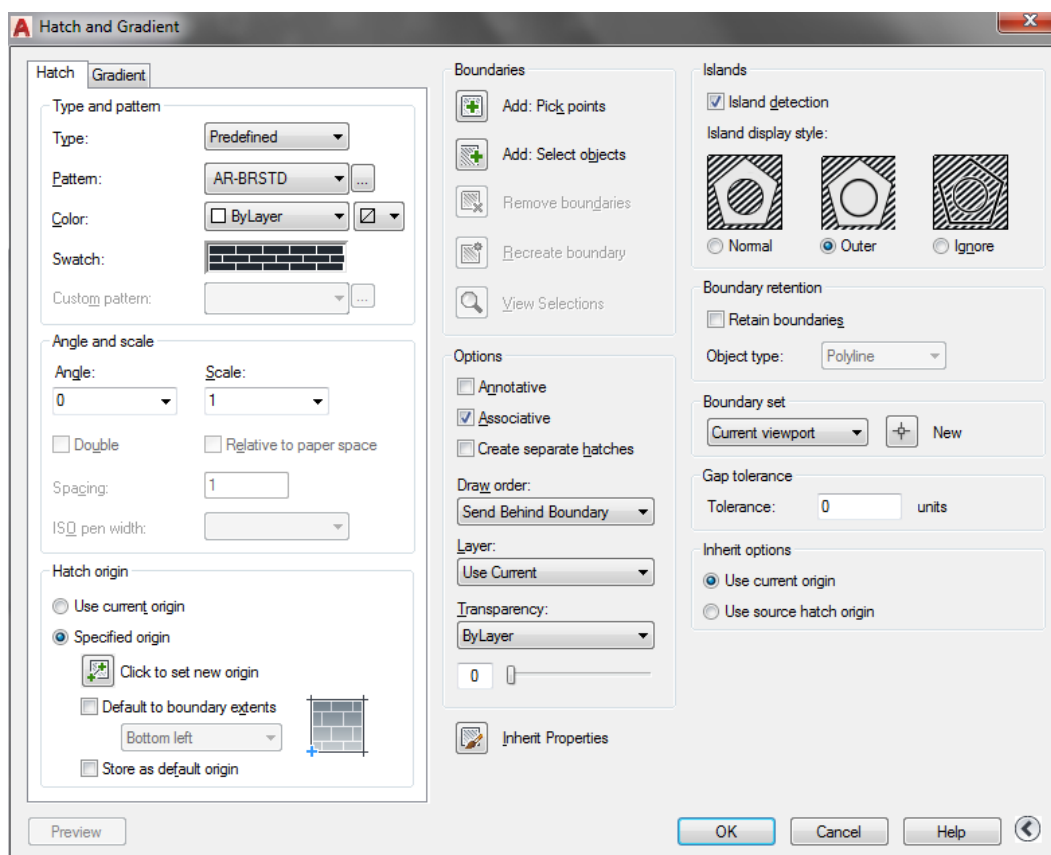 Hatch and Gradient
Hatch
Gradient
Type and pattern
Type:
Predefined
Pattern:
AR-BRSTD
...
Color:
ByLayer
Swatch:
Custom pattern:
...
Angle and scale
Angle:
Scale:
0
1
Double
Relative to paper space
Spacing:
1
ISO pen width:
Hatch origin
Use current origin
Specified origin
Click to set new origin
Default to boundary extents
Bottom left
Store as default origin
Preview
Boundaries
Add: Pick points
Add: Select objects
Remove boundaries
Recreate boundary
View Selections
Options
Annotative
Associative
Create separate hatches
Draw order:
Send Behind Boundary
Layer:
Use Current
Transparency:
ByLayer
0
Inherit Properties
Islands
Island detection
Island display style:
Normal
Outer
Ignore
Boundary retention
Retain boundaries
Object type:
Polyline
Boundary set
Current viewport
New
Gap tolerance
Tolerance:
0
units
Inherit options
Use current origin
Use source hatch origin
OK
Cancel
Help